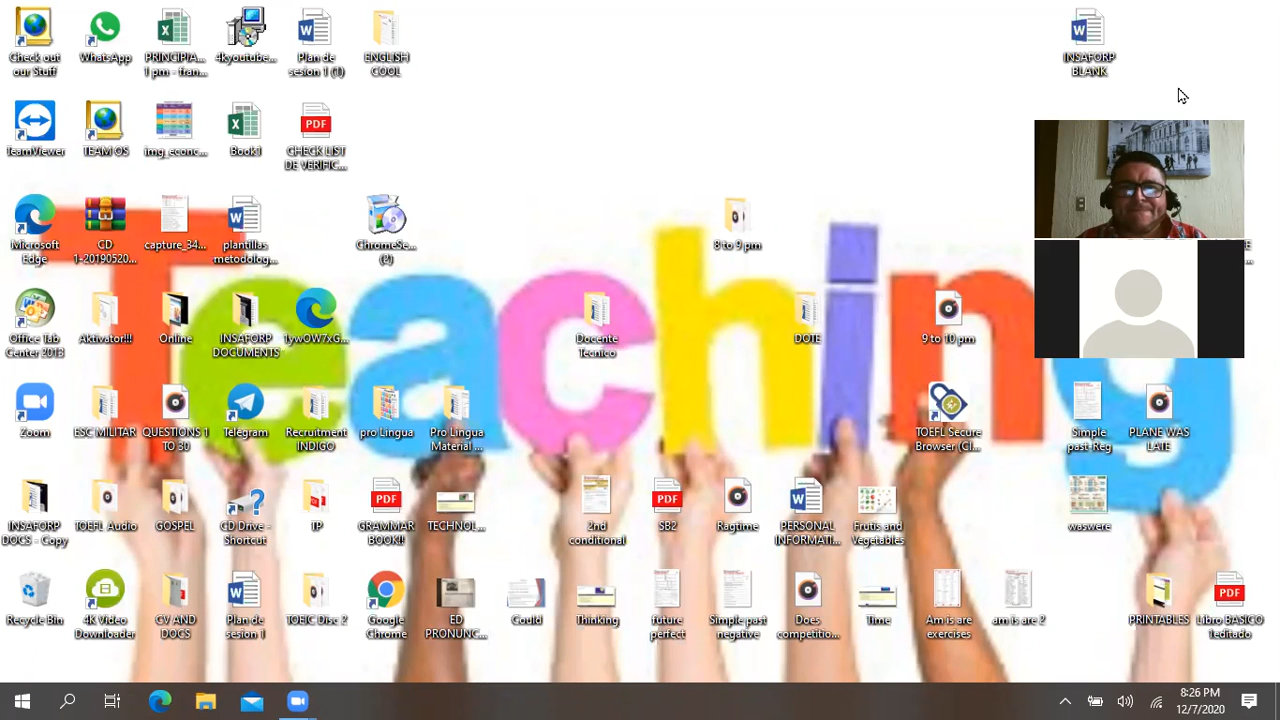 Check out
our Stuff
WhatsApp
PRINCIPIA...
1 pm - fran...
4kyoutube...
Plan de
sesion 1 (1)
ENGLISH
COOL
INSAFORP
BLANK
TeamViewer
TEAM OS
img_econc...
Book1
PDF
CHECK LIST
DE VERIFIC...
Microsoft
Edge
CD
1-20190520...
capture_34...
plantillas
metodolog...
ChromeSe...
(2)
8 to 9 pm
Teaching
Office Tab
Center 2013
Aktivator!!!
Online
INSAFORP
DOCUMENTS
1ywOW7xG...
Docente
Tecnico
DOTE
9 to 10 pm
Zoom
ESC MILITAR
QUESTIONS 1
TO 30
Telegram
Recruitment
INDIGO
pro Lingua
Pro Lingua
Material ...
TOEFL Secure
Browser (Cl...
Simple
past-Reg
PLANE WAS
LATE
INSAFORP
DOCS - Copy
TOEFL Audio
GOSPEL
CD Drive -
Shortcut
TP
PDF
GRAMMAR
BOOK!!
TECHNOL...
2nd
conditional
PDF
SB2
Ragtime
PERSONAL
INFORMATI...
Frutis and
Vegetables
waswere
Recycle Bin
4K Video
Downloader
CV AND
DOCS
Plan de
sesion 1
TOEIC Disc 2
Google
Chrome
ED
PRONUNC...
Could
Thinking
future
perfect
Simple past
negative
Does
competitio...
Time
Am is are
exercises
am is are 2
PRINTABLES
PDF
Libro BASICO
1editado
8:26 PM
12/7/2020